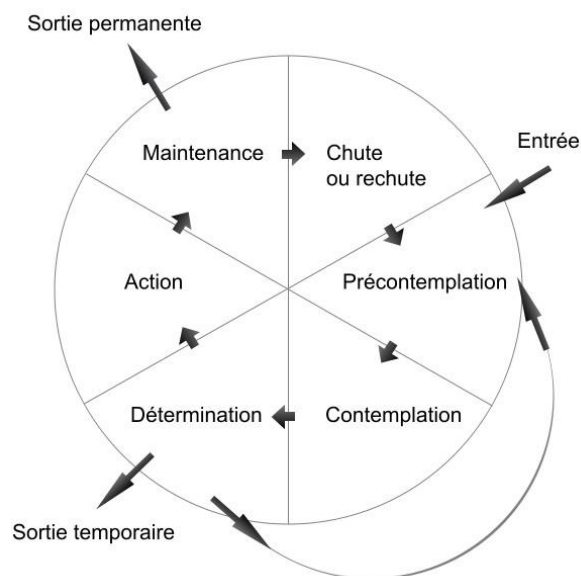 Sortie permanente
Entrée
Maintenance
Chute
ou rechute
Action
Précontemplation
Détermination
Contemplation
Sortie temporaire